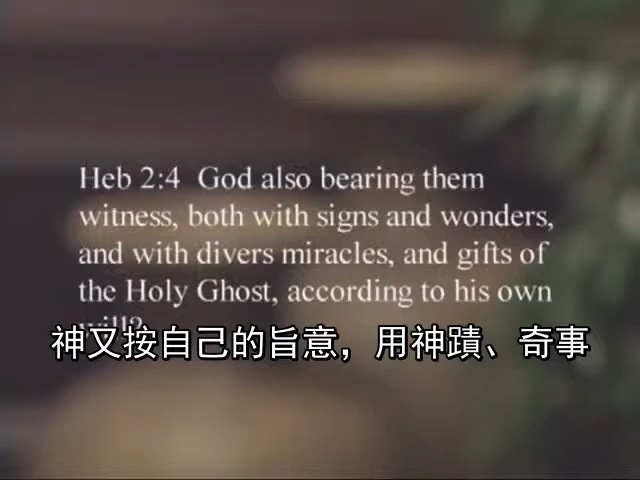 Heb 2:4  God also bearing them
witness, both with signs and wonders,
and with divers miracles, and gifts of
the Holy Ghost, according to his own
will?
神又按自己的旨意，用神蹟、奇事